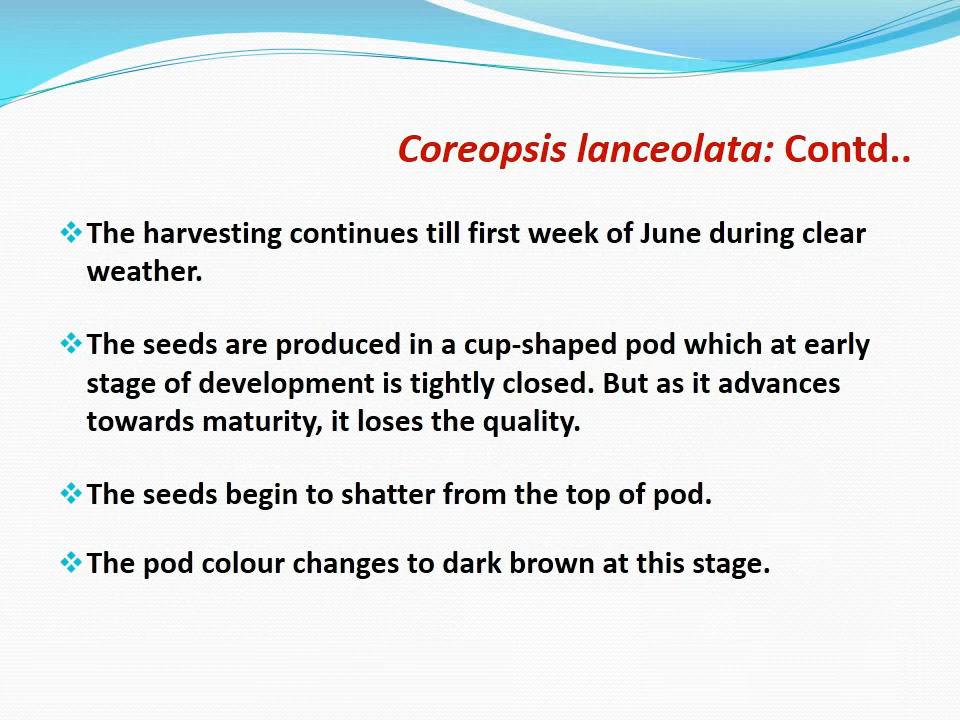 Coreopsis lanceolata: Contd..
The harvesting continues till first week of June during clear
weather.
The seeds are produced in a cup-shaped pod which at early
stage of development is tightly closed. But as it advances
towards maturity, it loses the quality.
The seeds begin to shatter from the top of pod.
The pod colour changes to dark brown at this stage.